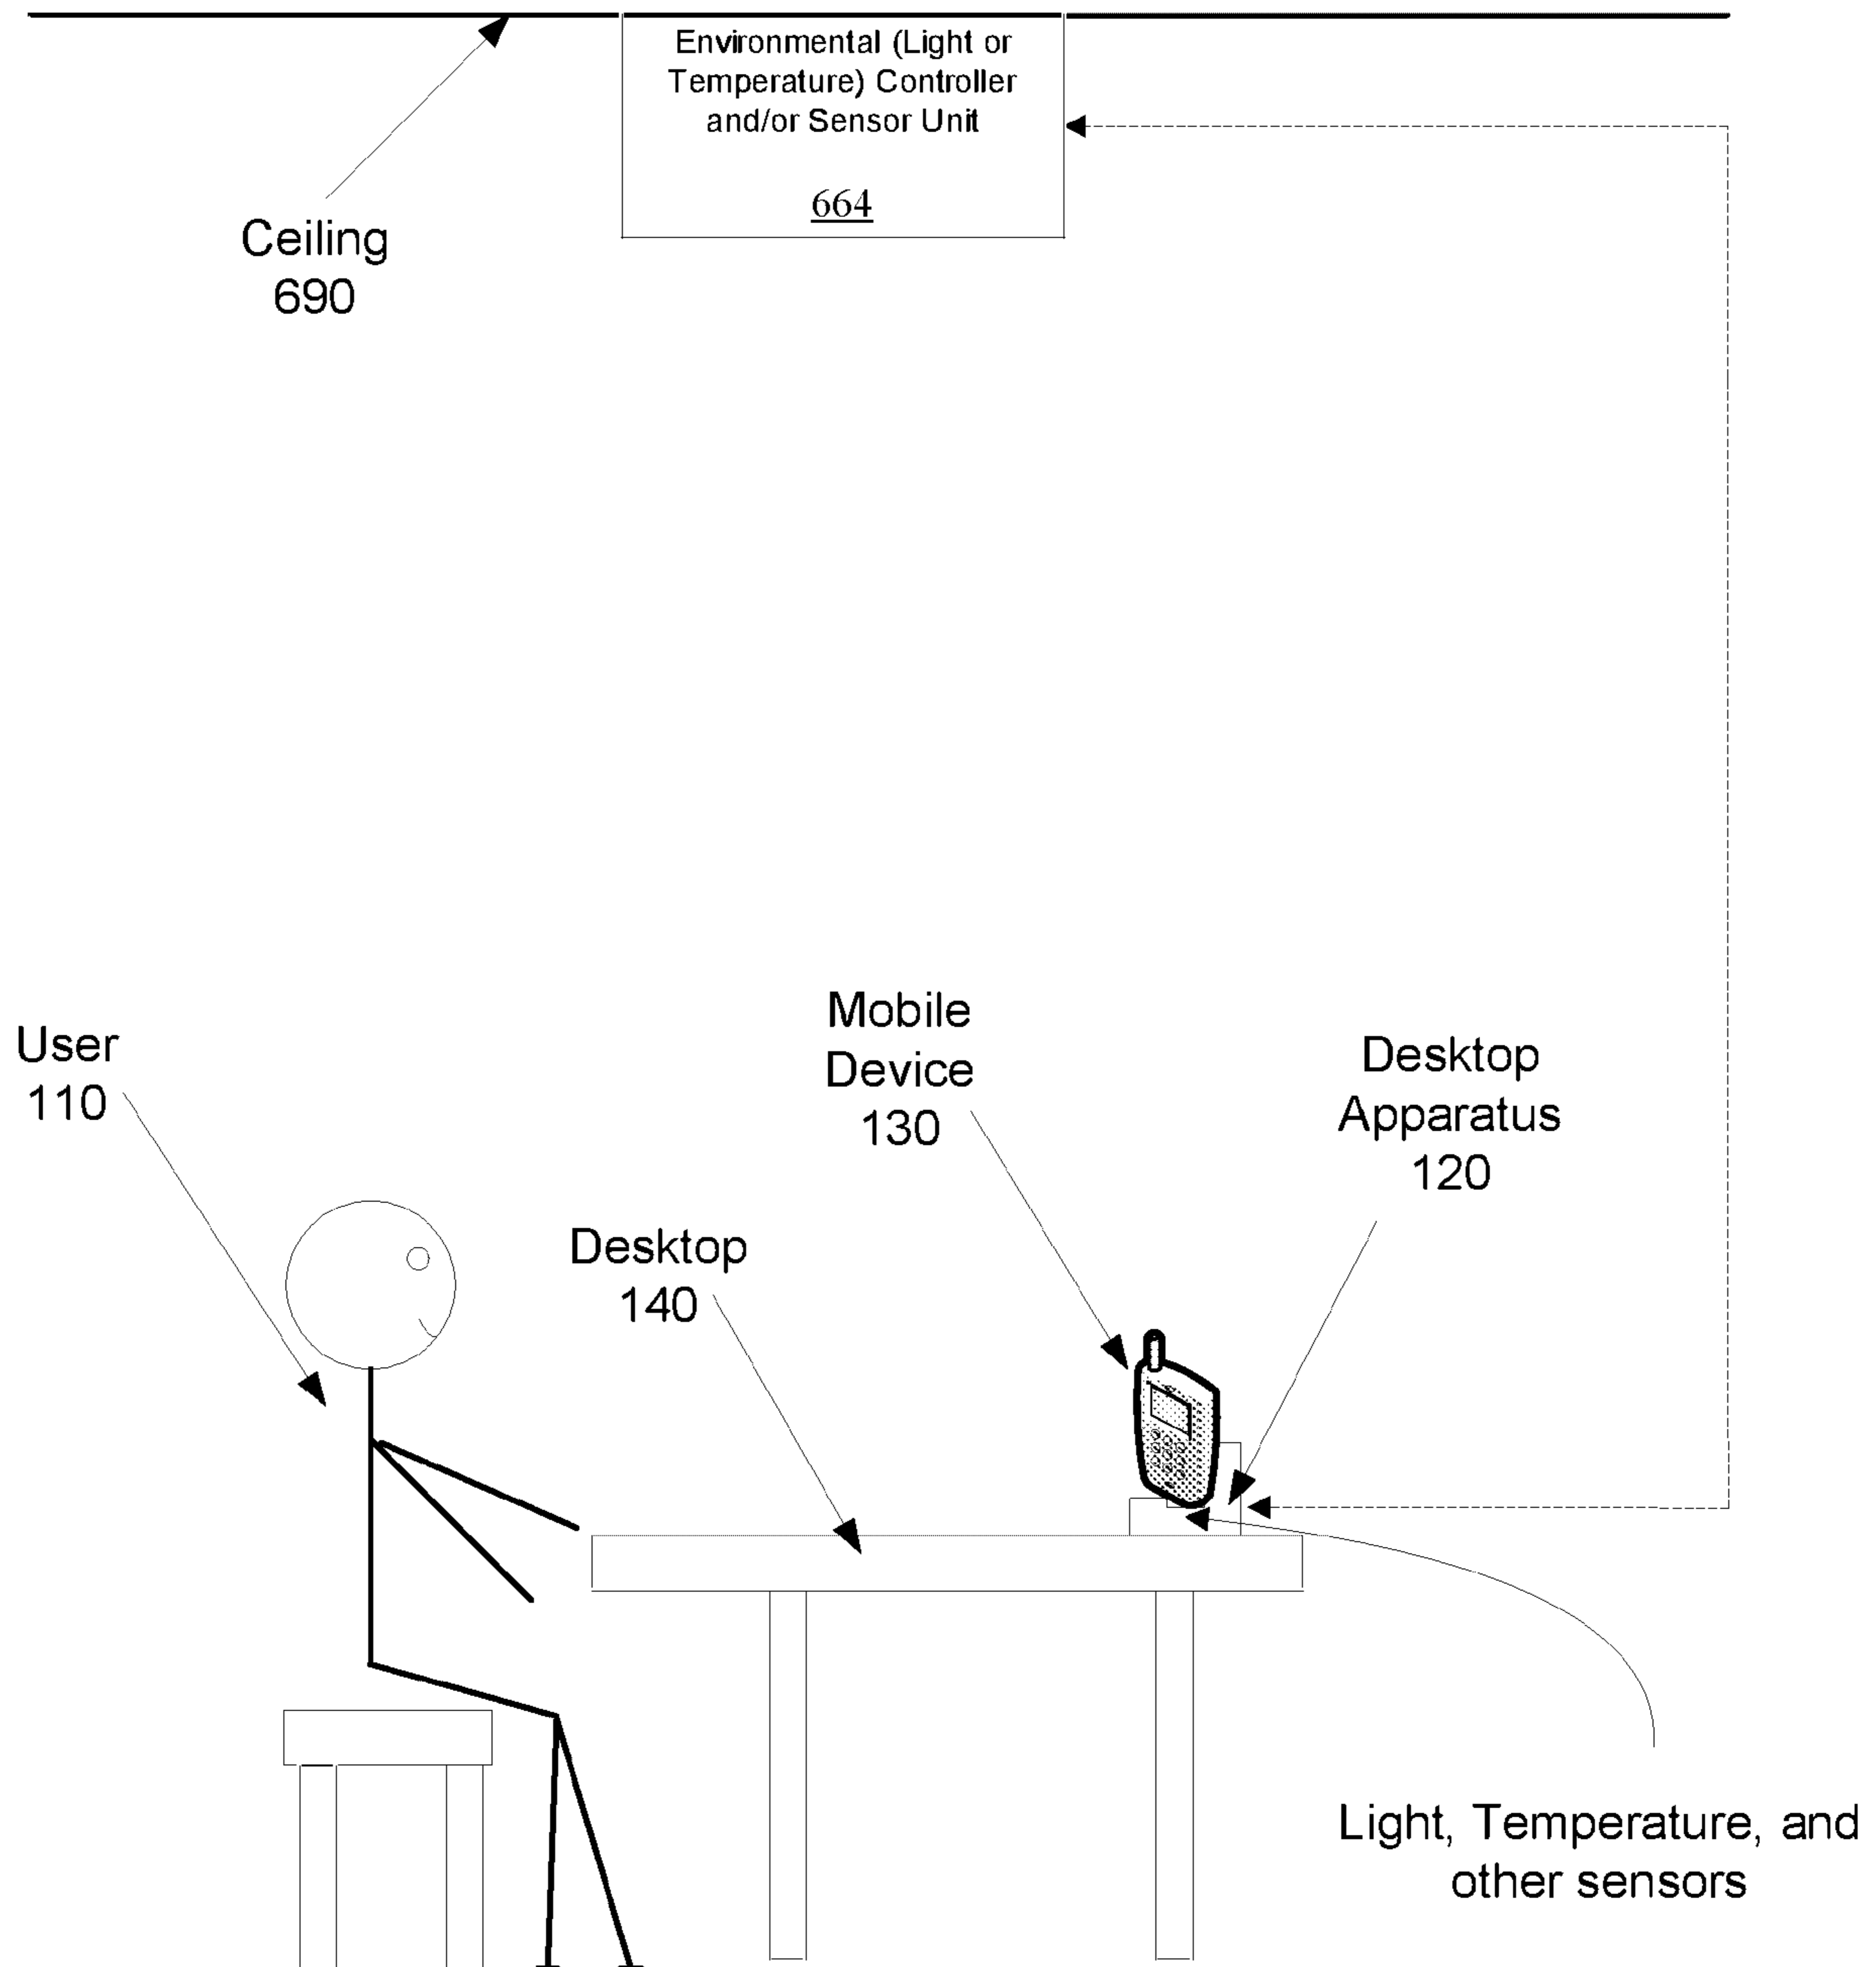 Environmental (Light or
Temperature) Controller
and/or Sensor Unit
664
Ceiling
690
User
110
Mobile
Device
130
Desktop
Apparatus
120
Desktop
140
Light, Temperature, and
other sensors